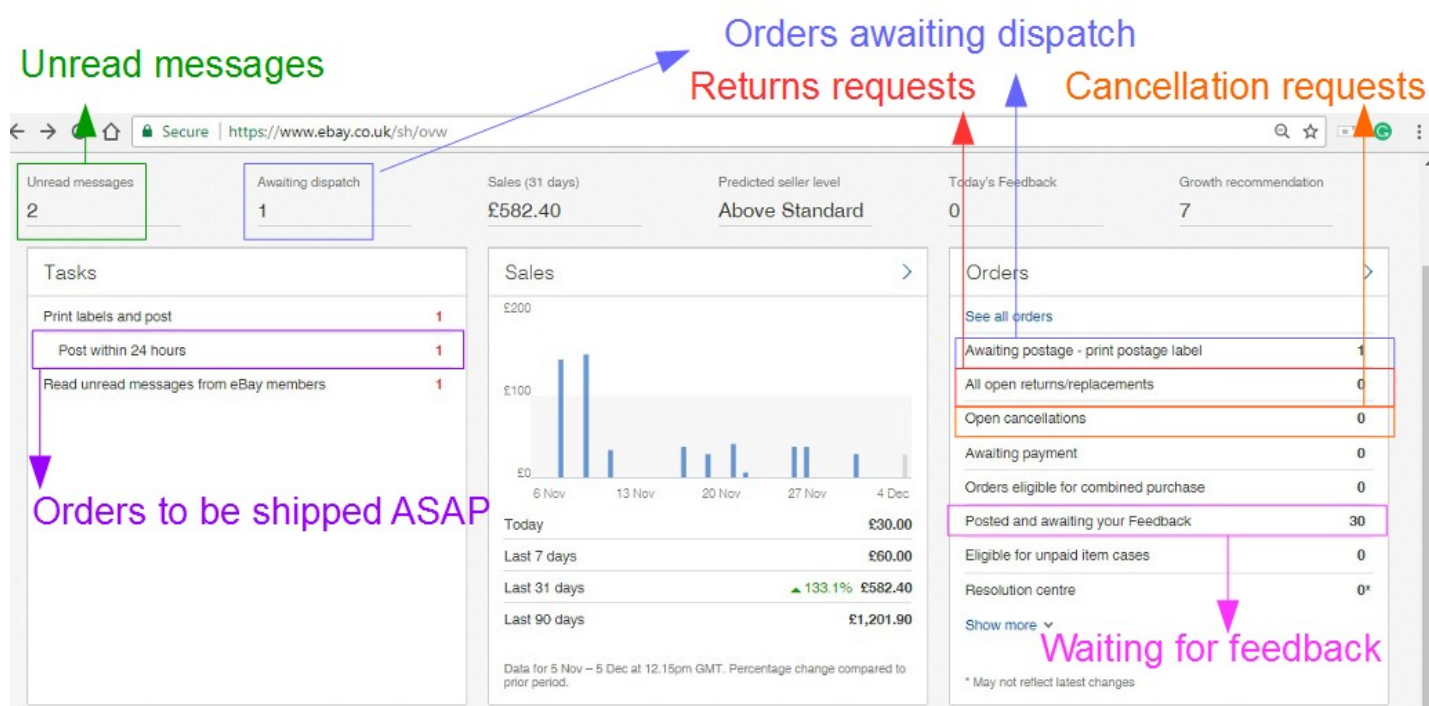 Orders awaiting dispatch
Unread messages
Returns requests
Cancellation requests
Secure | https://www.ebay.co.uk/sh/ovw
Unread messages
2
Awaiting dispatch
1
Sales (31 days)
£582.40
Predicted seller level
Above Standard
Today's Feedback
0
Growth recommendation
7
Tasks
Print labels and post 1
Post within 24 hours 1
Read unread messages from eBay members 1
Orders to be shipped ASAP
Sales
£200
£100
£0
6 Nov 13 Nov 20 Nov 27 Nov 4 Dec
Today £30.00
Last 7 days £60.00
Last 31 days 133.1% £582.40
Last 90 days £1,201.90
Data for 5 Nov – 5 Dec at 12.15pm GMT. Percentage change compared to
prior period.
Orders
See all orders
Awaiting postage - print postage label 1
All open returns/replacements 0
Open cancellations 0
Awaiting payment 0
Orders eligible for combined purchase 0
Posted and awaiting your Feedback 30
Eligible for unpaid item cases 0
Resolution centre 0*
Show more
Waiting for feedback
* May not reflect latest changes